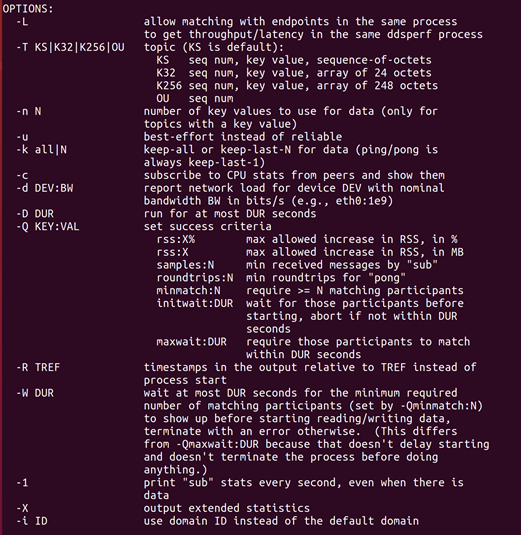 OPTIONS:
-L allow matching with endpoints in the same process
to get throughput/latency in the same ddsperf process
-T KS|K32|K256|OU topic (KS is default):
KS seq num, key value, sequence-of-octets
K32 seq num, key value, array of 24 octets
K256 seq num, key value, array of 248 octets
OU seq num
-n N number of key values to use for data (only for
topics with a key value)
-u best-effort instead of reliable
-k all|N keep-all or keep-last-N for data (ping/pong is
always keep-last-1)
-c subscribe to CPU stats from peers and show them
-d DEV:BW report network load for device DEV with nominal
bandwidth BW in bits/s (e.g., eth0:1e9)
-D DUR run for at most DUR seconds
-Q KEY:VAL set success criteria
rss:X% max allowed increase in RSS, in %
rss:X max allowed increase in RSS, in MB
samples:N min received messages by "sub"
roundtrips:N min roundtrips for "pong"
minmatch:N require >= N matching participants
initwait:DUR wait for those participants before
starting, abort if not within DUR
seconds
maxwait:DUR require those participants to match
within DUR seconds
-R TREF timestamps in the output relative to TREF instead of
process start
-W DUR wait at most DUR seconds for the minimum required
number of matching participants (set by -Qminmatch:N)
to show up before starting reading/writing data,
terminate with an error otherwise. (This differs
from -Qmaxwait:DUR because that doesn't delay starting
and doesn't terminate the process before doing
anything.)
-1 print "sub" stats every second, even when there is
data
-X output extended statistics
-i ID use domain ID instead of the default domain